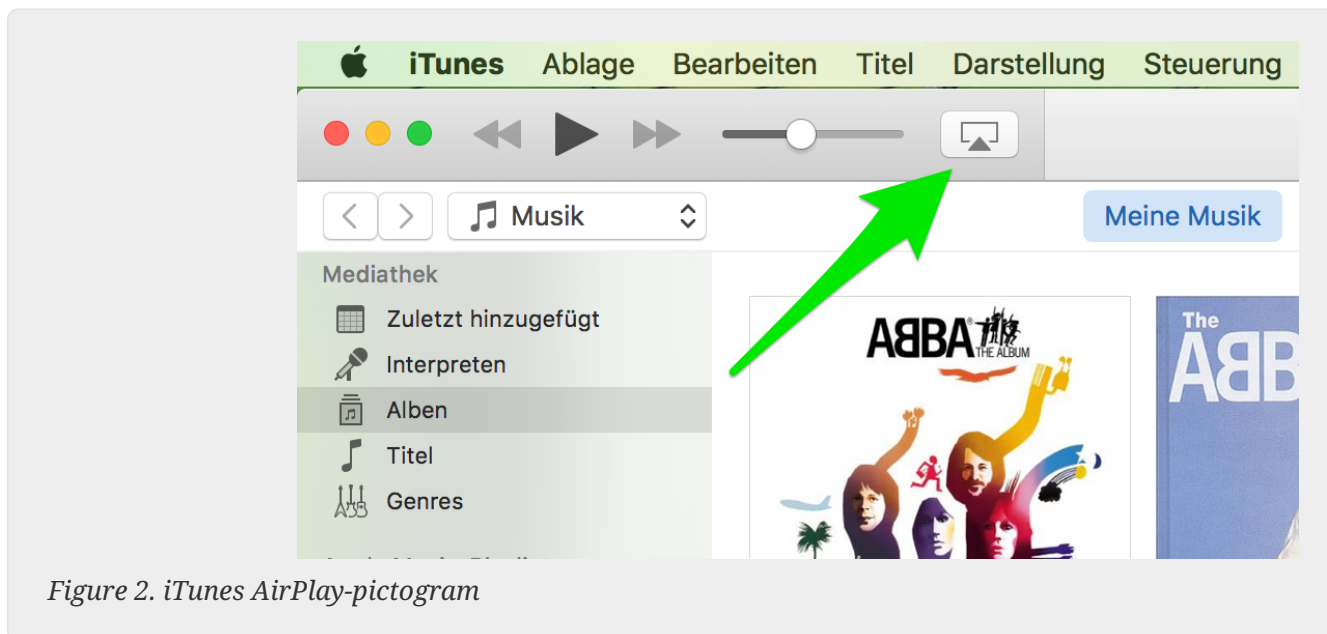 iTunes Ablage Bearbeiten Titel Darstellung Steuerung
Musik
Meine Musik
Mediathek
Zuletzt hinzugefügt
Interpreten
Alben
Titel
Genres
ABBA
THE ALBUM
The
Figure 2. iTunes AirPlay-pictogram